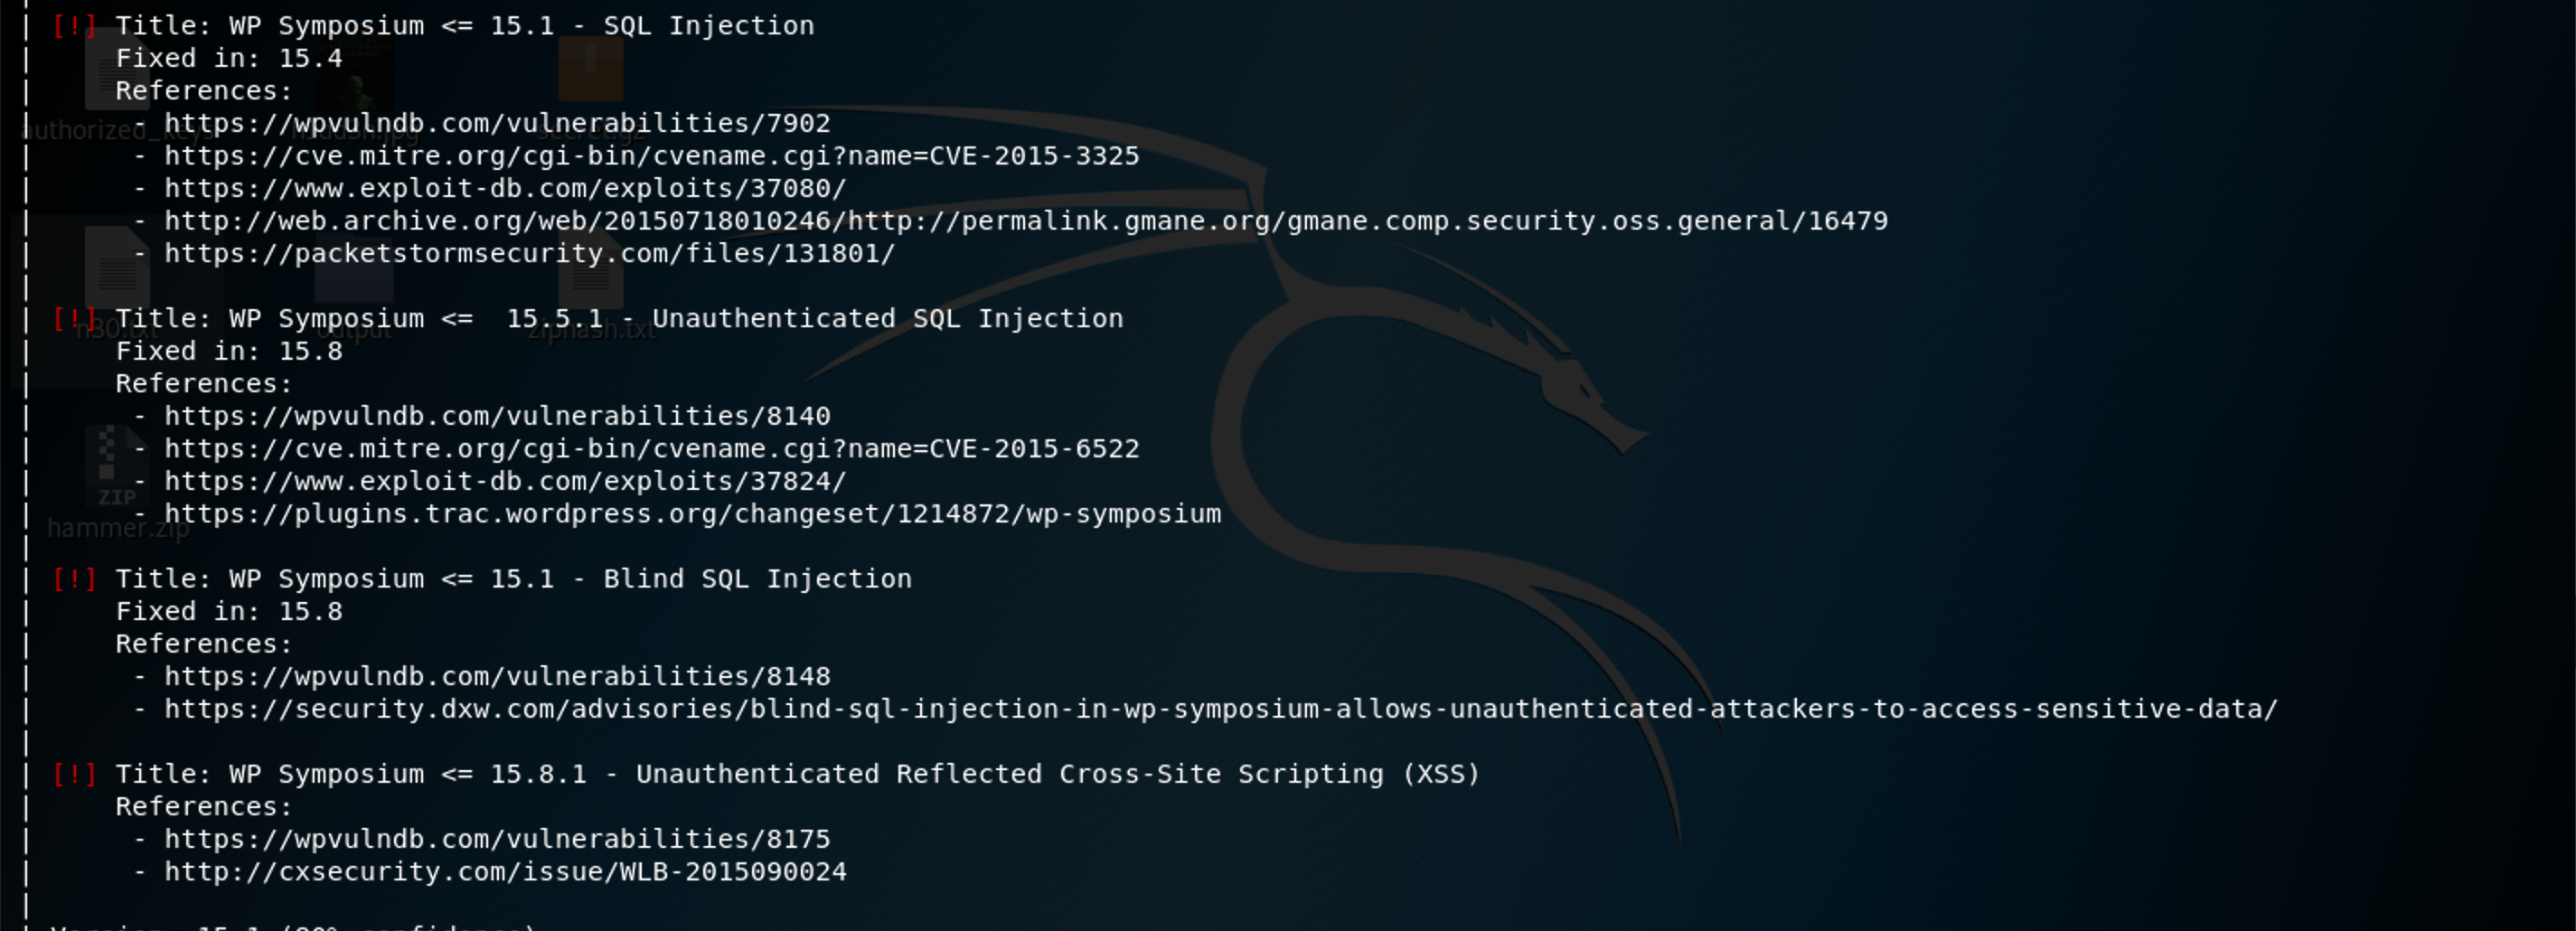 [!] Title: WP Symposium <= 15.1 - SQL Injection
Fixed in: 15.4
References:
- https://wpvulndb.com/vulnerabilities/7902
- https://cve.mitre.org/cgi-bin/cvename.cgi?name=CVE-2015-3325
- https://www.exploit-db.com/exploits/37080/
- http://web.archive.org/web/20150718010246/http://permalink.gmane.org/gmane.comp.security.oss.general/16479
- https://packetstormsecurity.com/files/131801/
[!] Title: WP Symposium <=  15.5.1 - Unauthenticated SQL Injection
Fixed in: 15.8
References:
- https://wpvulndb.com/vulnerabilities/8140
- https://cve.mitre.org/cgi-bin/cvename.cgi?name=CVE-2015-6522
- https://www.exploit-db.com/exploits/37824/
- https://plugins.trac.wordpress.org/changeset/1214872/wp-symposium
[!] Title: WP Symposium <= 15.1 - Blind SQL Injection
Fixed in: 15.8
References:
- https://wpvulndb.com/vulnerabilities/8148
- https://security.dxw.com/advisories/blind-sql-injection-in-wp-symposium-allows-unauthenticated-attackers-to-access-sensitive-data/
[!] Title: WP Symposium <= 15.8.1 - Unauthenticated Reflected Cross-Site Scripting (XSS)
References:
- https://wpvulndb.com/vulnerabilities/8175
- http://cxsecurity.com/issue/WLB-2015090024
authorized_keys
n30.txt
output
ziphash.txt
ZIP
hammer.zip